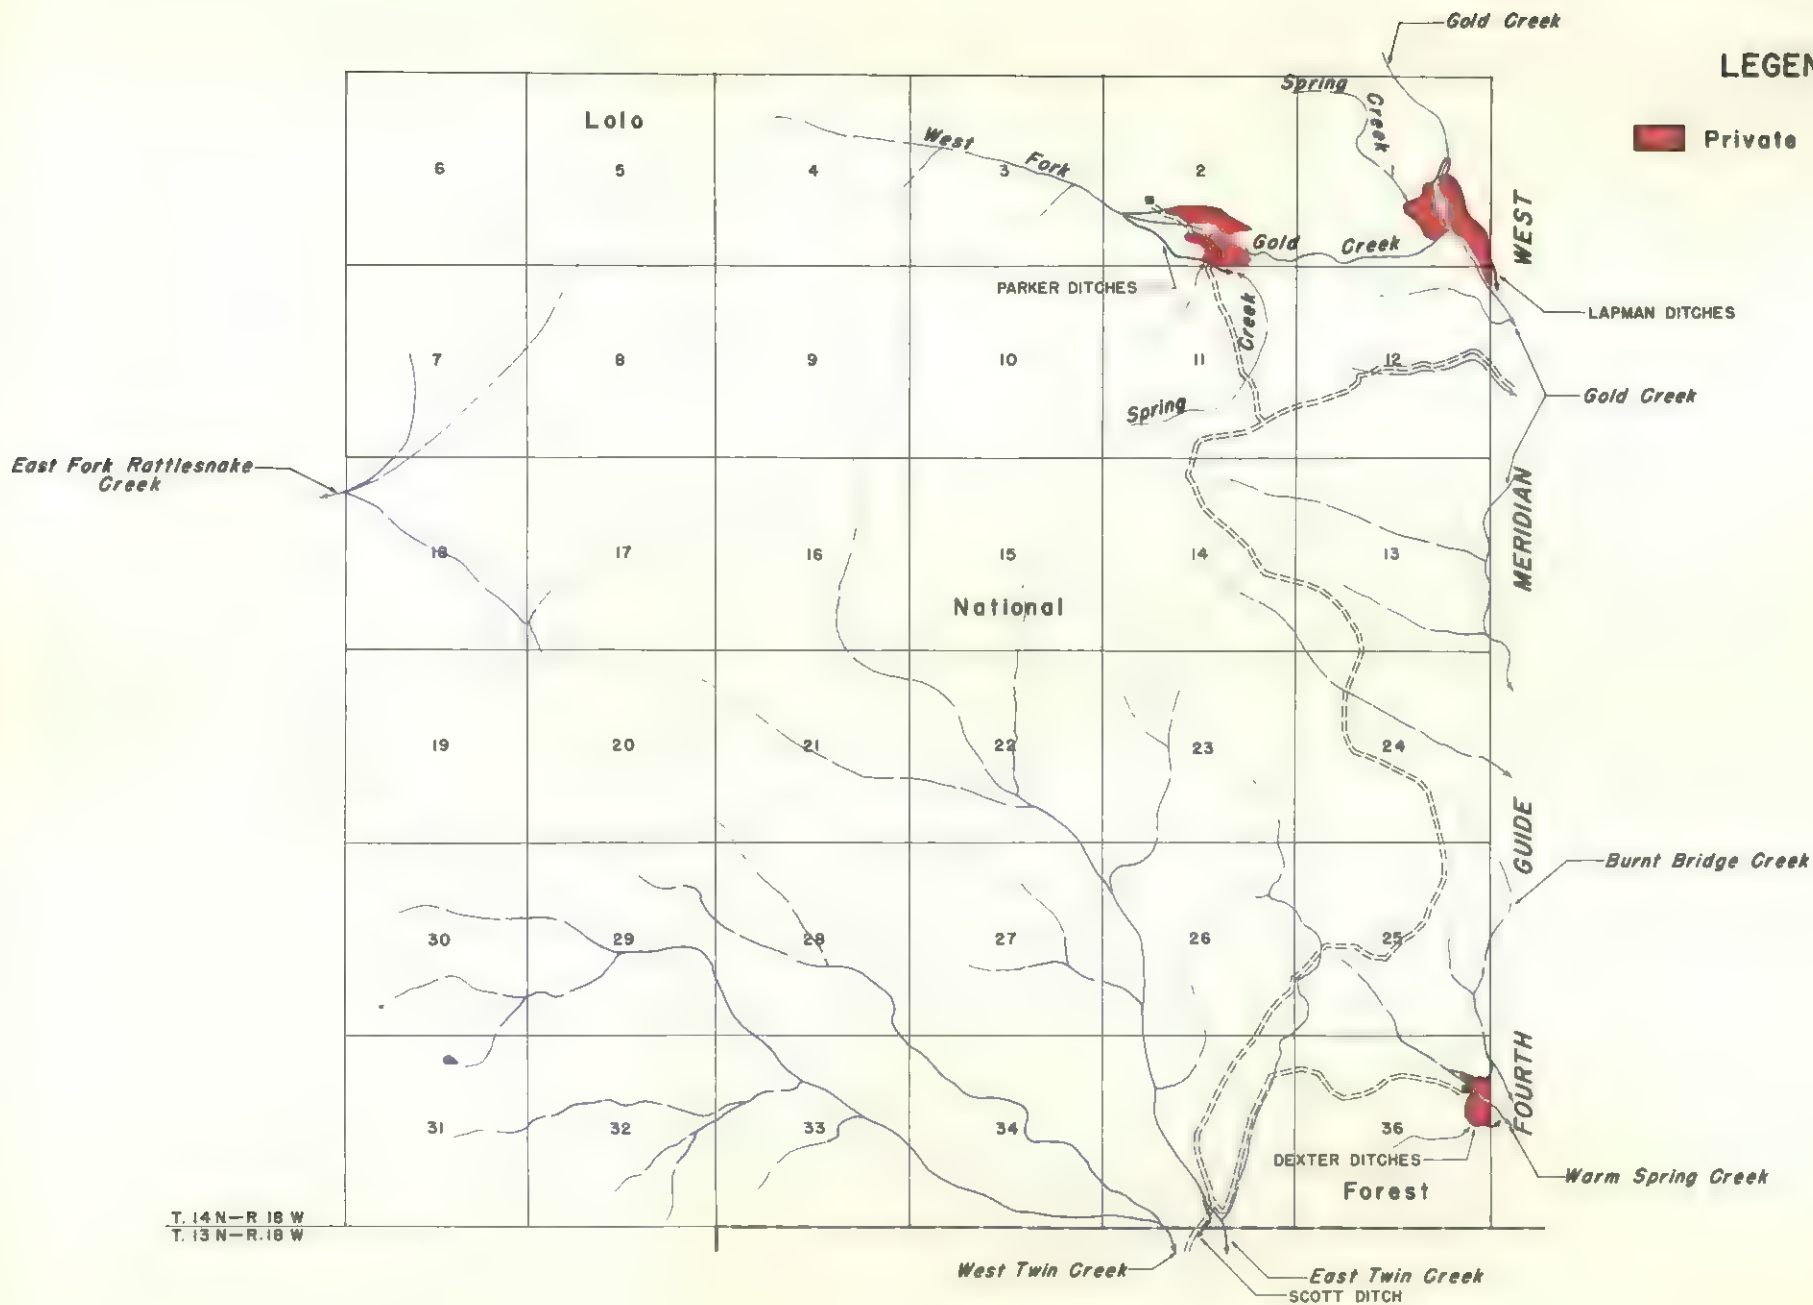 Gold Creek
LEGEN
Spring
Creek
Lolo
Private
West
Fork
6
5
4
3
2
WEST
Gold
Creek
PARKER DITCHES
LAPMAN DITCHES
Creek
7
8
9
10
11
12
Gold Creek
Spring
East Fork Rattlesnake
Creek
MERIDIAN
18
17
16
15
14
13
National
19
20
21
22
23
24
GUIDE
Burnt Bridge Creek
30
29
28
27
26
25
FOURTH
31
32
33
34
36
DEXTER DITCHES
Warm Spring Creek
Forest
T. 14 N-R 18 W
T. 13 N-R. 18 W
West Twin Creek
East Twin Creek
SCOTT DITCH